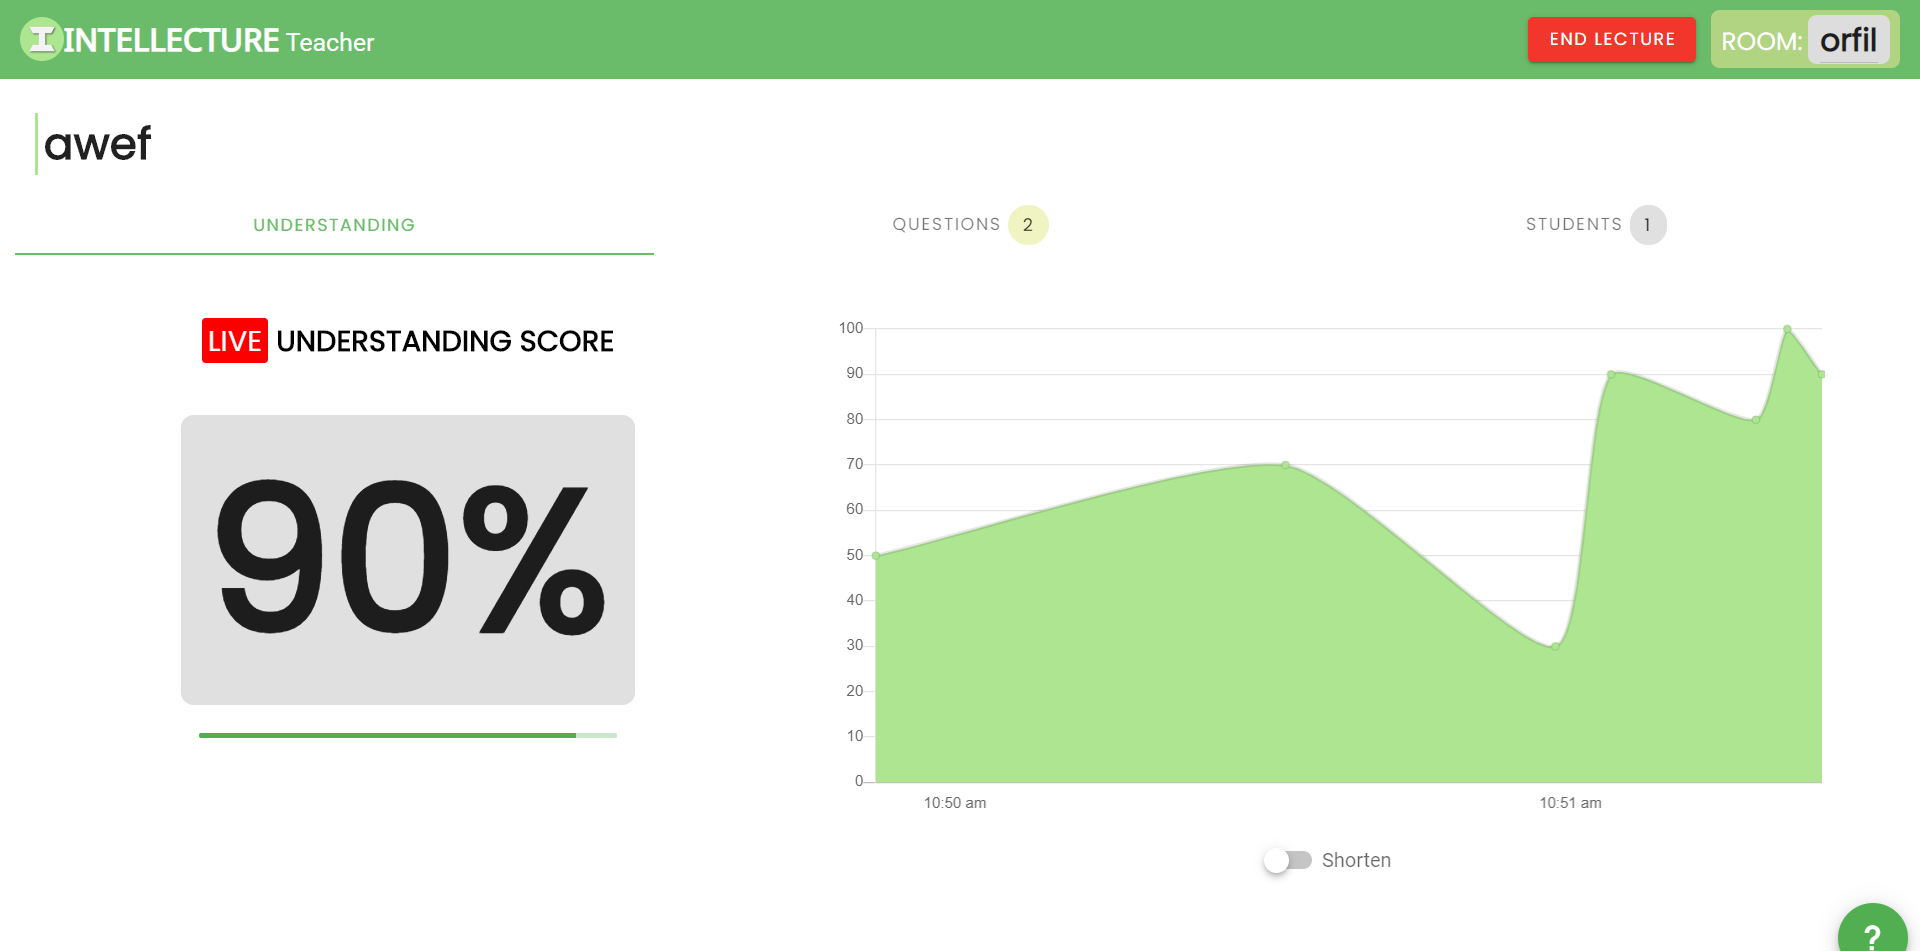 INTELLECTURE Teacher
END LECTURE
ROOM: orfil
awef
UNDERSTANDING
QUESTIONS 2
STUDENTS 1
LIVE UNDERSTANDING SCORE
90%
100
90
80
70
60
50
40
30
20
10
0
10:50 am
10:51 am
Shorten
?